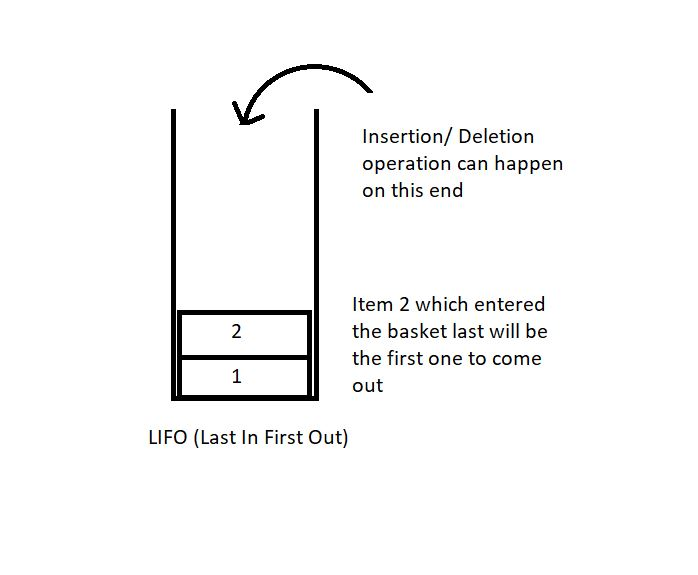 Insertion/ Deletion
operation can happen
on this end
Item 2 which entered
the basket last will be
the first one to come
out
2
1
LIFO (Last In First Out)